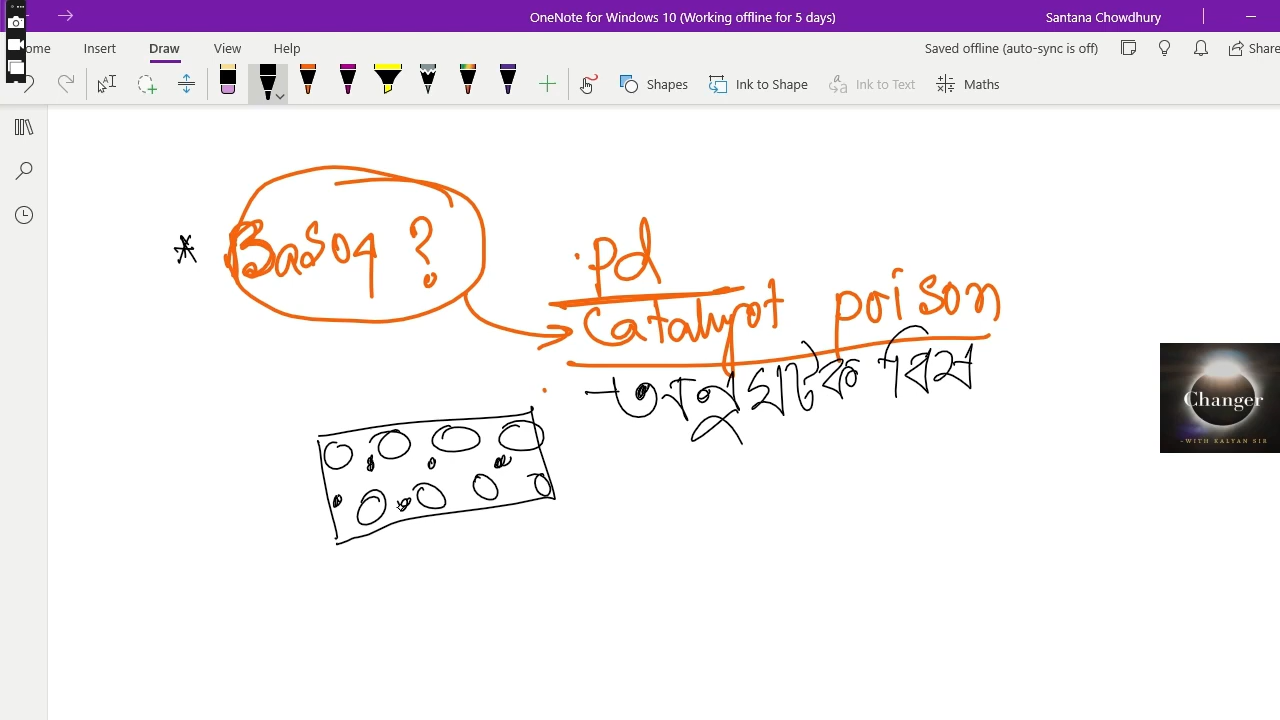 OneNote for Windows 10 (Working offline for 5 days)
Santana Chowdhury
ome Insert Draw View Help
Saved offline (auto-sync is off) Share
Shapes Ink to Shape Ink to Text Maths
* BaSO4 ?
Pd
Catalyst poison
অনুঘটক বিষ
Changer
-WITH KALYAN SIR